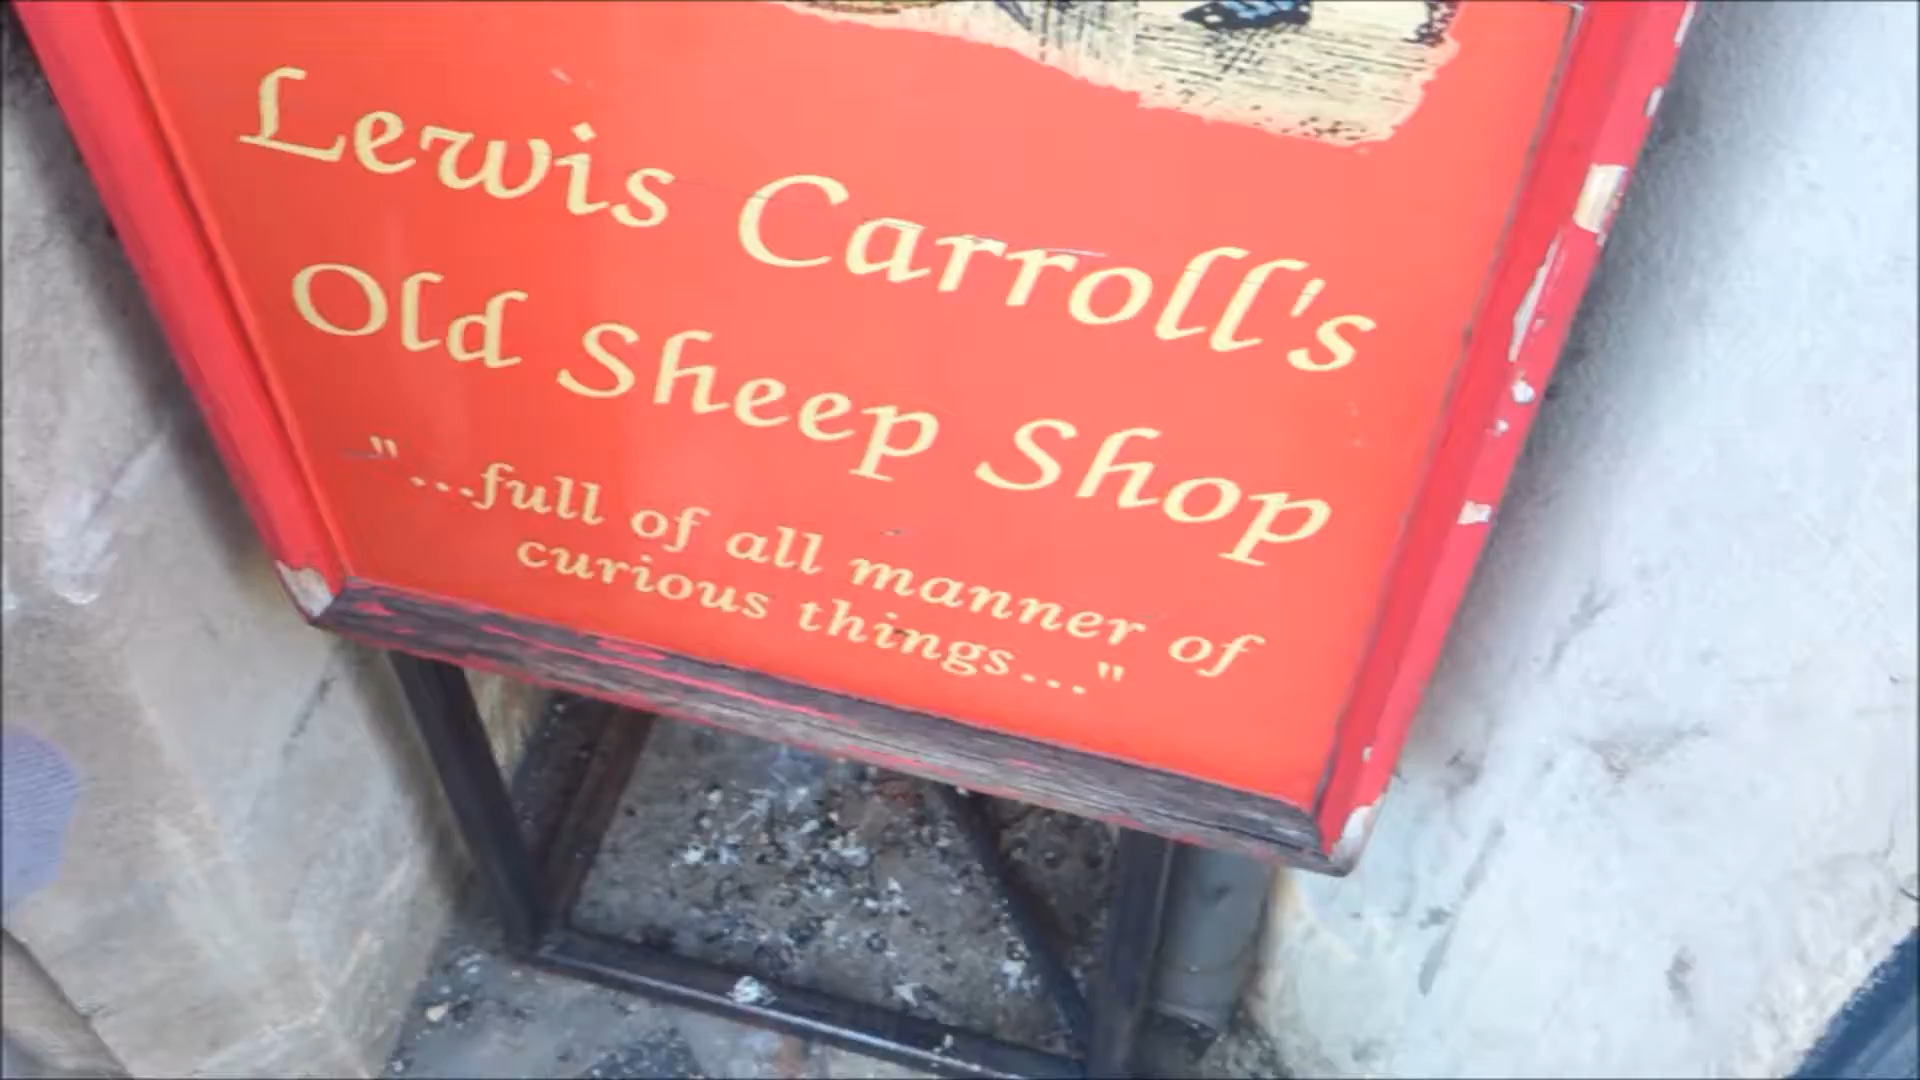 Lewis Carroll's
Old Sheep Shop
"...full of all manner of
curious things..."